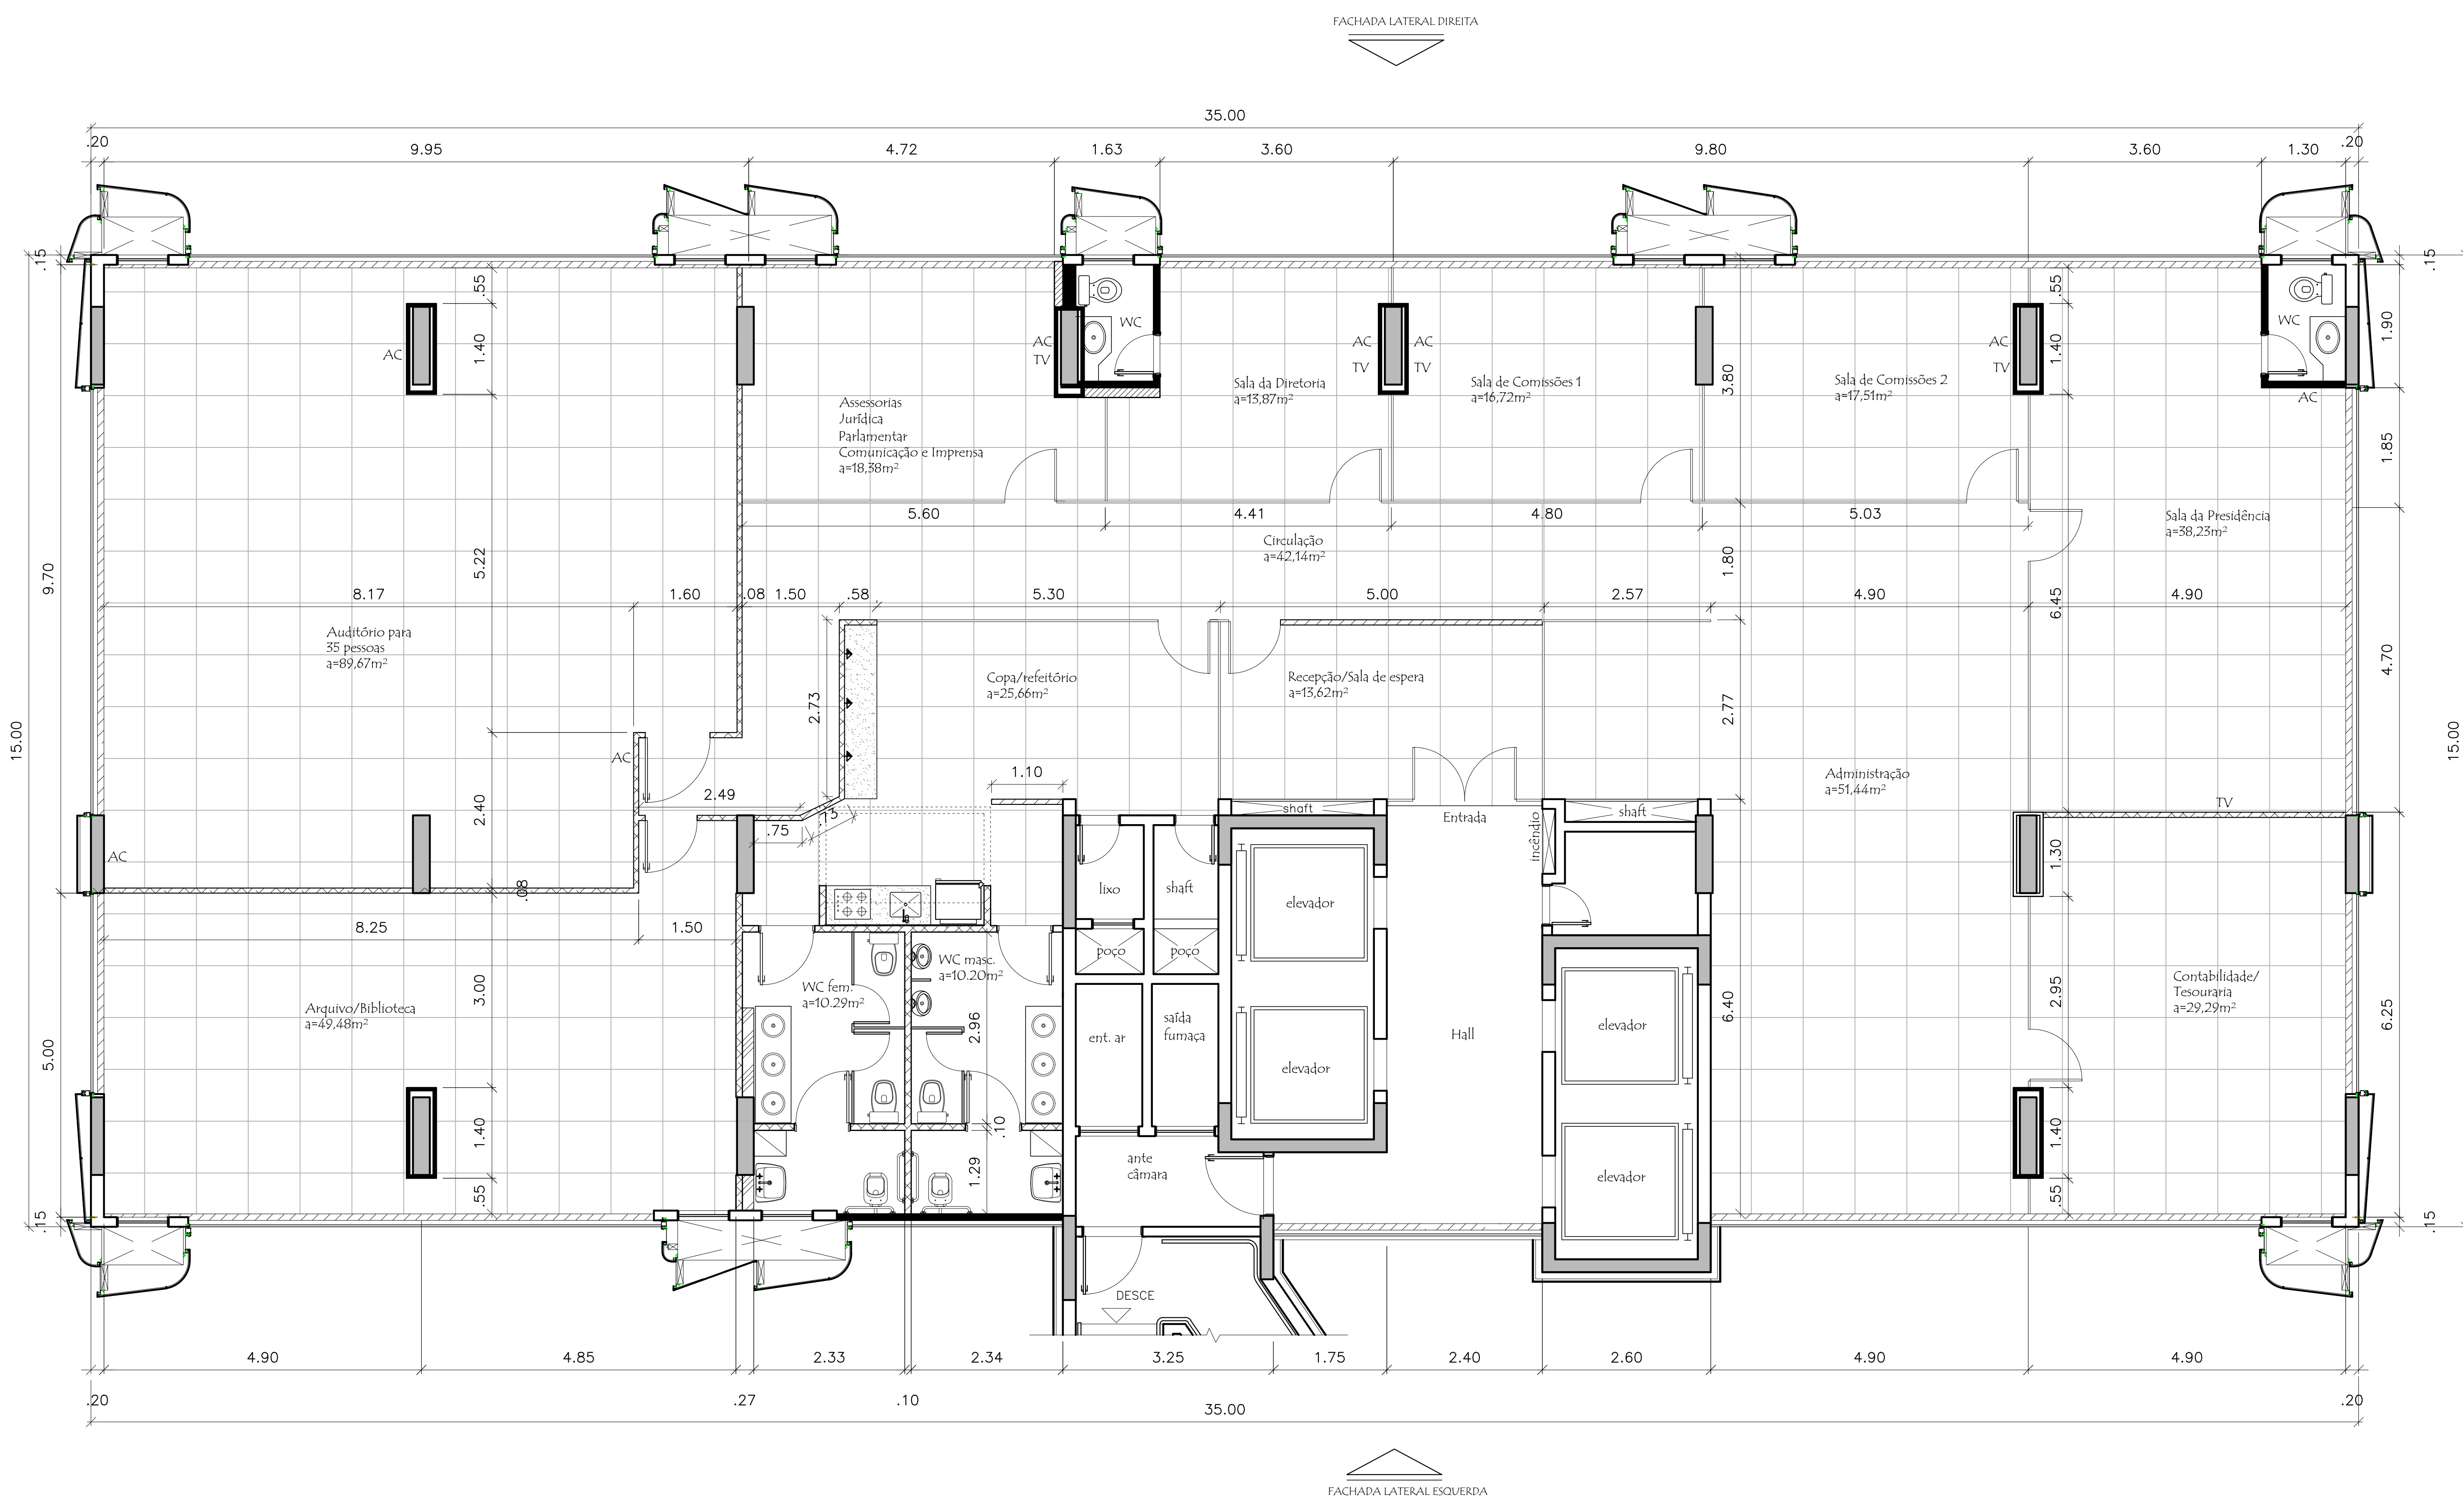 FACHADA LATERAL DIREITA
35.00
.20
9.95
4.72
1.63
3.60
9.80
3.60
1.30
.20
.15
.15
.55
.55
1.40
1.40
1.90
AC
AC
TV
WC
AC
TV
AC
TV
AC
TV
WC
AC
3.80
Sala da Diretoria
a=13,87m²
Sala de Comissões 1
a=16,72m²
Sala de Comissões 2
a=17,51m²
Assessorias
Jurídica
Parlamentar
Comunicação e Imprensa
a=18,38m²
1.85
5.60
4.41
4.80
5.03
Sala da Presidência
a=38,23m²
Circulação
a=42,14m²
5.22
1.80
9.70
8.17
1.60
.08
1.50
.58
5.30
5.00
2.57
4.90
6.45
4.90
Auditório para
35 pessoas
a=89,67m²
4.70
Copa/refeitório
a=25,66m²
Recepção/Sala de espera
a=13,62m²
2.73
2.77
15.00
15.00
AC
1.10
Administração
a=51,44m²
2.49
TV
2.40
.75
.73
shaft
Entrada
incêndio
shaft
AC
1.30
.08
lixo
shaft
elevador
8.25
1.50
poço
poço
WC masc.
a=10.20m²
WC fem.
a=10.29m²
3.00
2.95
Contabilidade/
Tesouraria
a=29,29m²
Arquivo/Biblioteca
a=49,48m²
6.40
6.25
2.96
ent. ar
saída
fumaça
Hall
elevador
elevador
5.00
1.40
.10
1.40
1.29
ante
câmara
elevador
.55
.55
.15
.15
DESCE
4.90
4.85
2.33
2.34
3.25
1.75
2.40
2.60
4.90
4.90
.20
.27
.10
35.00
.20
FACHADA LATERAL ESQUERDA